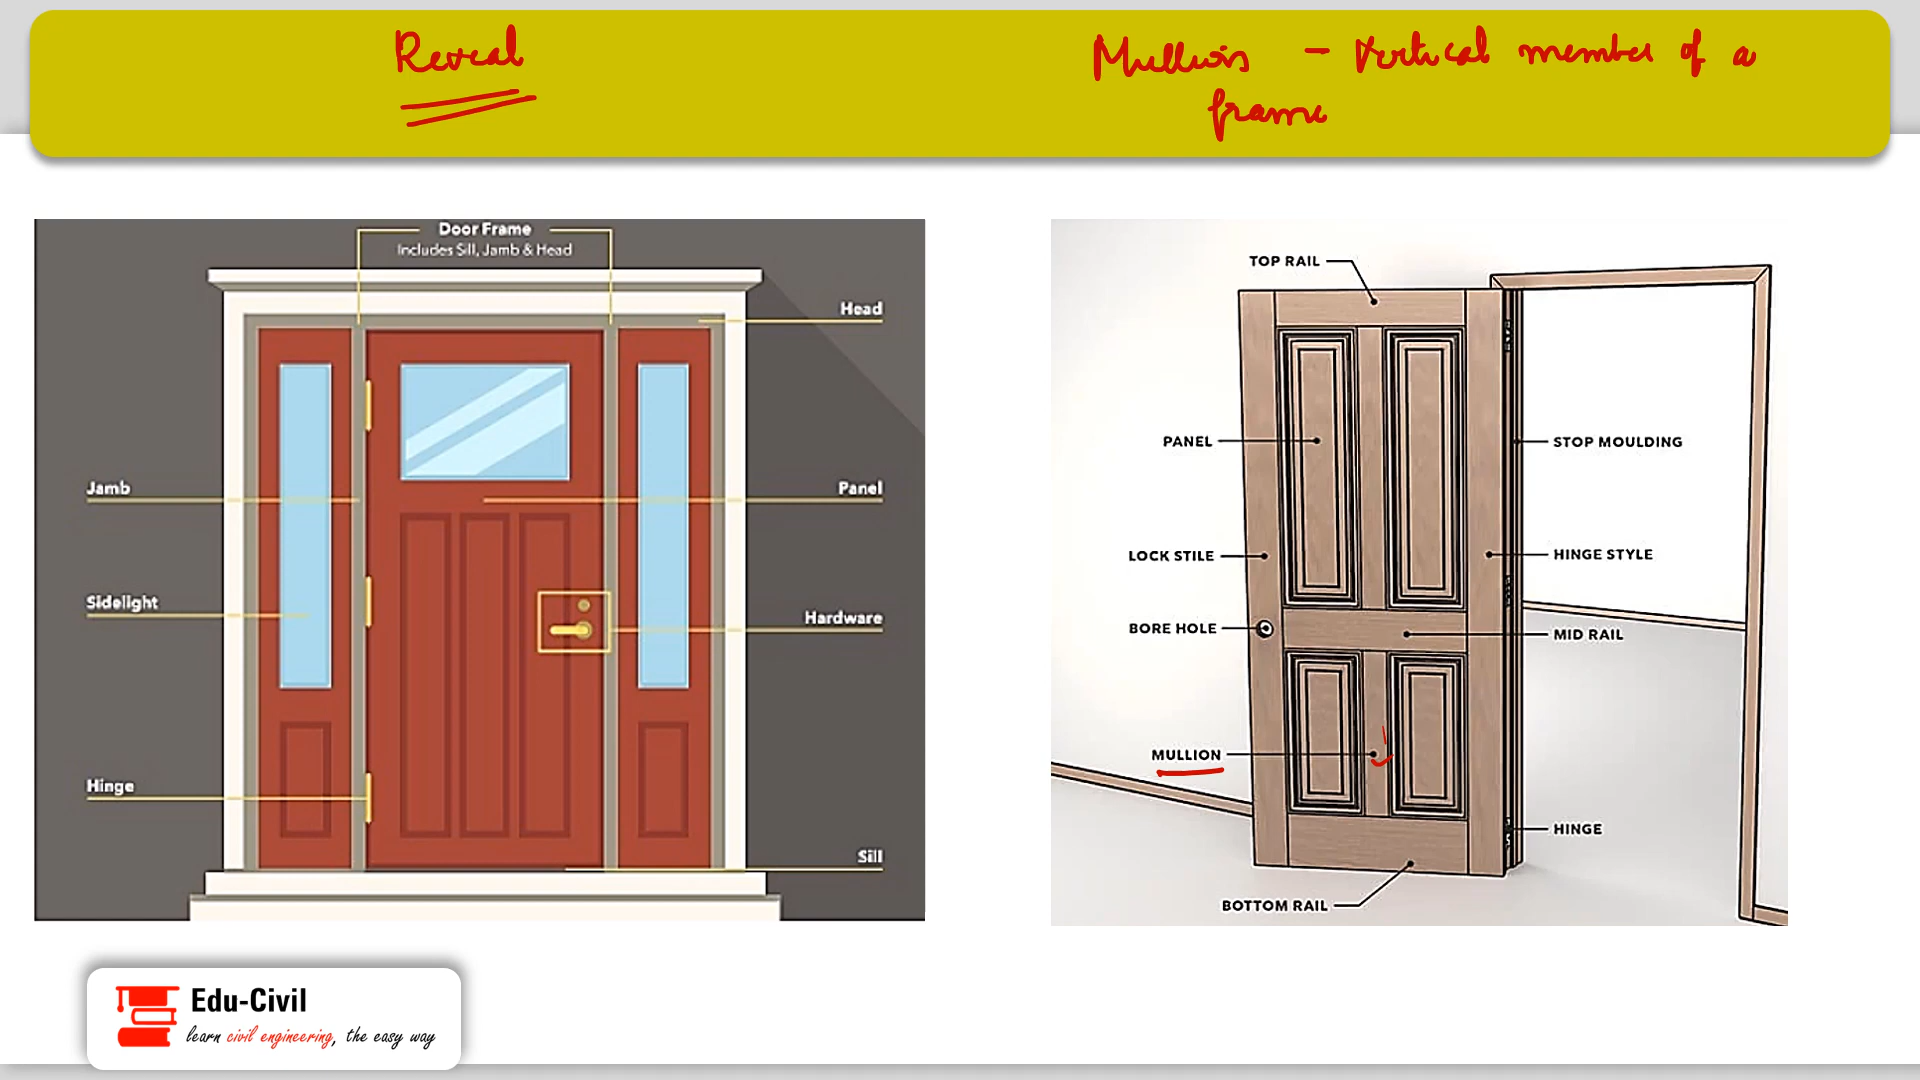 Reveal
Mullions - Vertical member of a
frame
Door Frame
Includes Sill, Jamb & Head
Head
Jamb
Panel
Sidelight
Hardware
Hinge
Sill
TOP RAIL
PANEL
STOP MOULDING
LOCK STILE
HINGE STYLE
BORE HOLE
MID RAIL
MULLION
HINGE
BOTTOM RAIL
Edu-Civil
learn civil engineering, the easy way